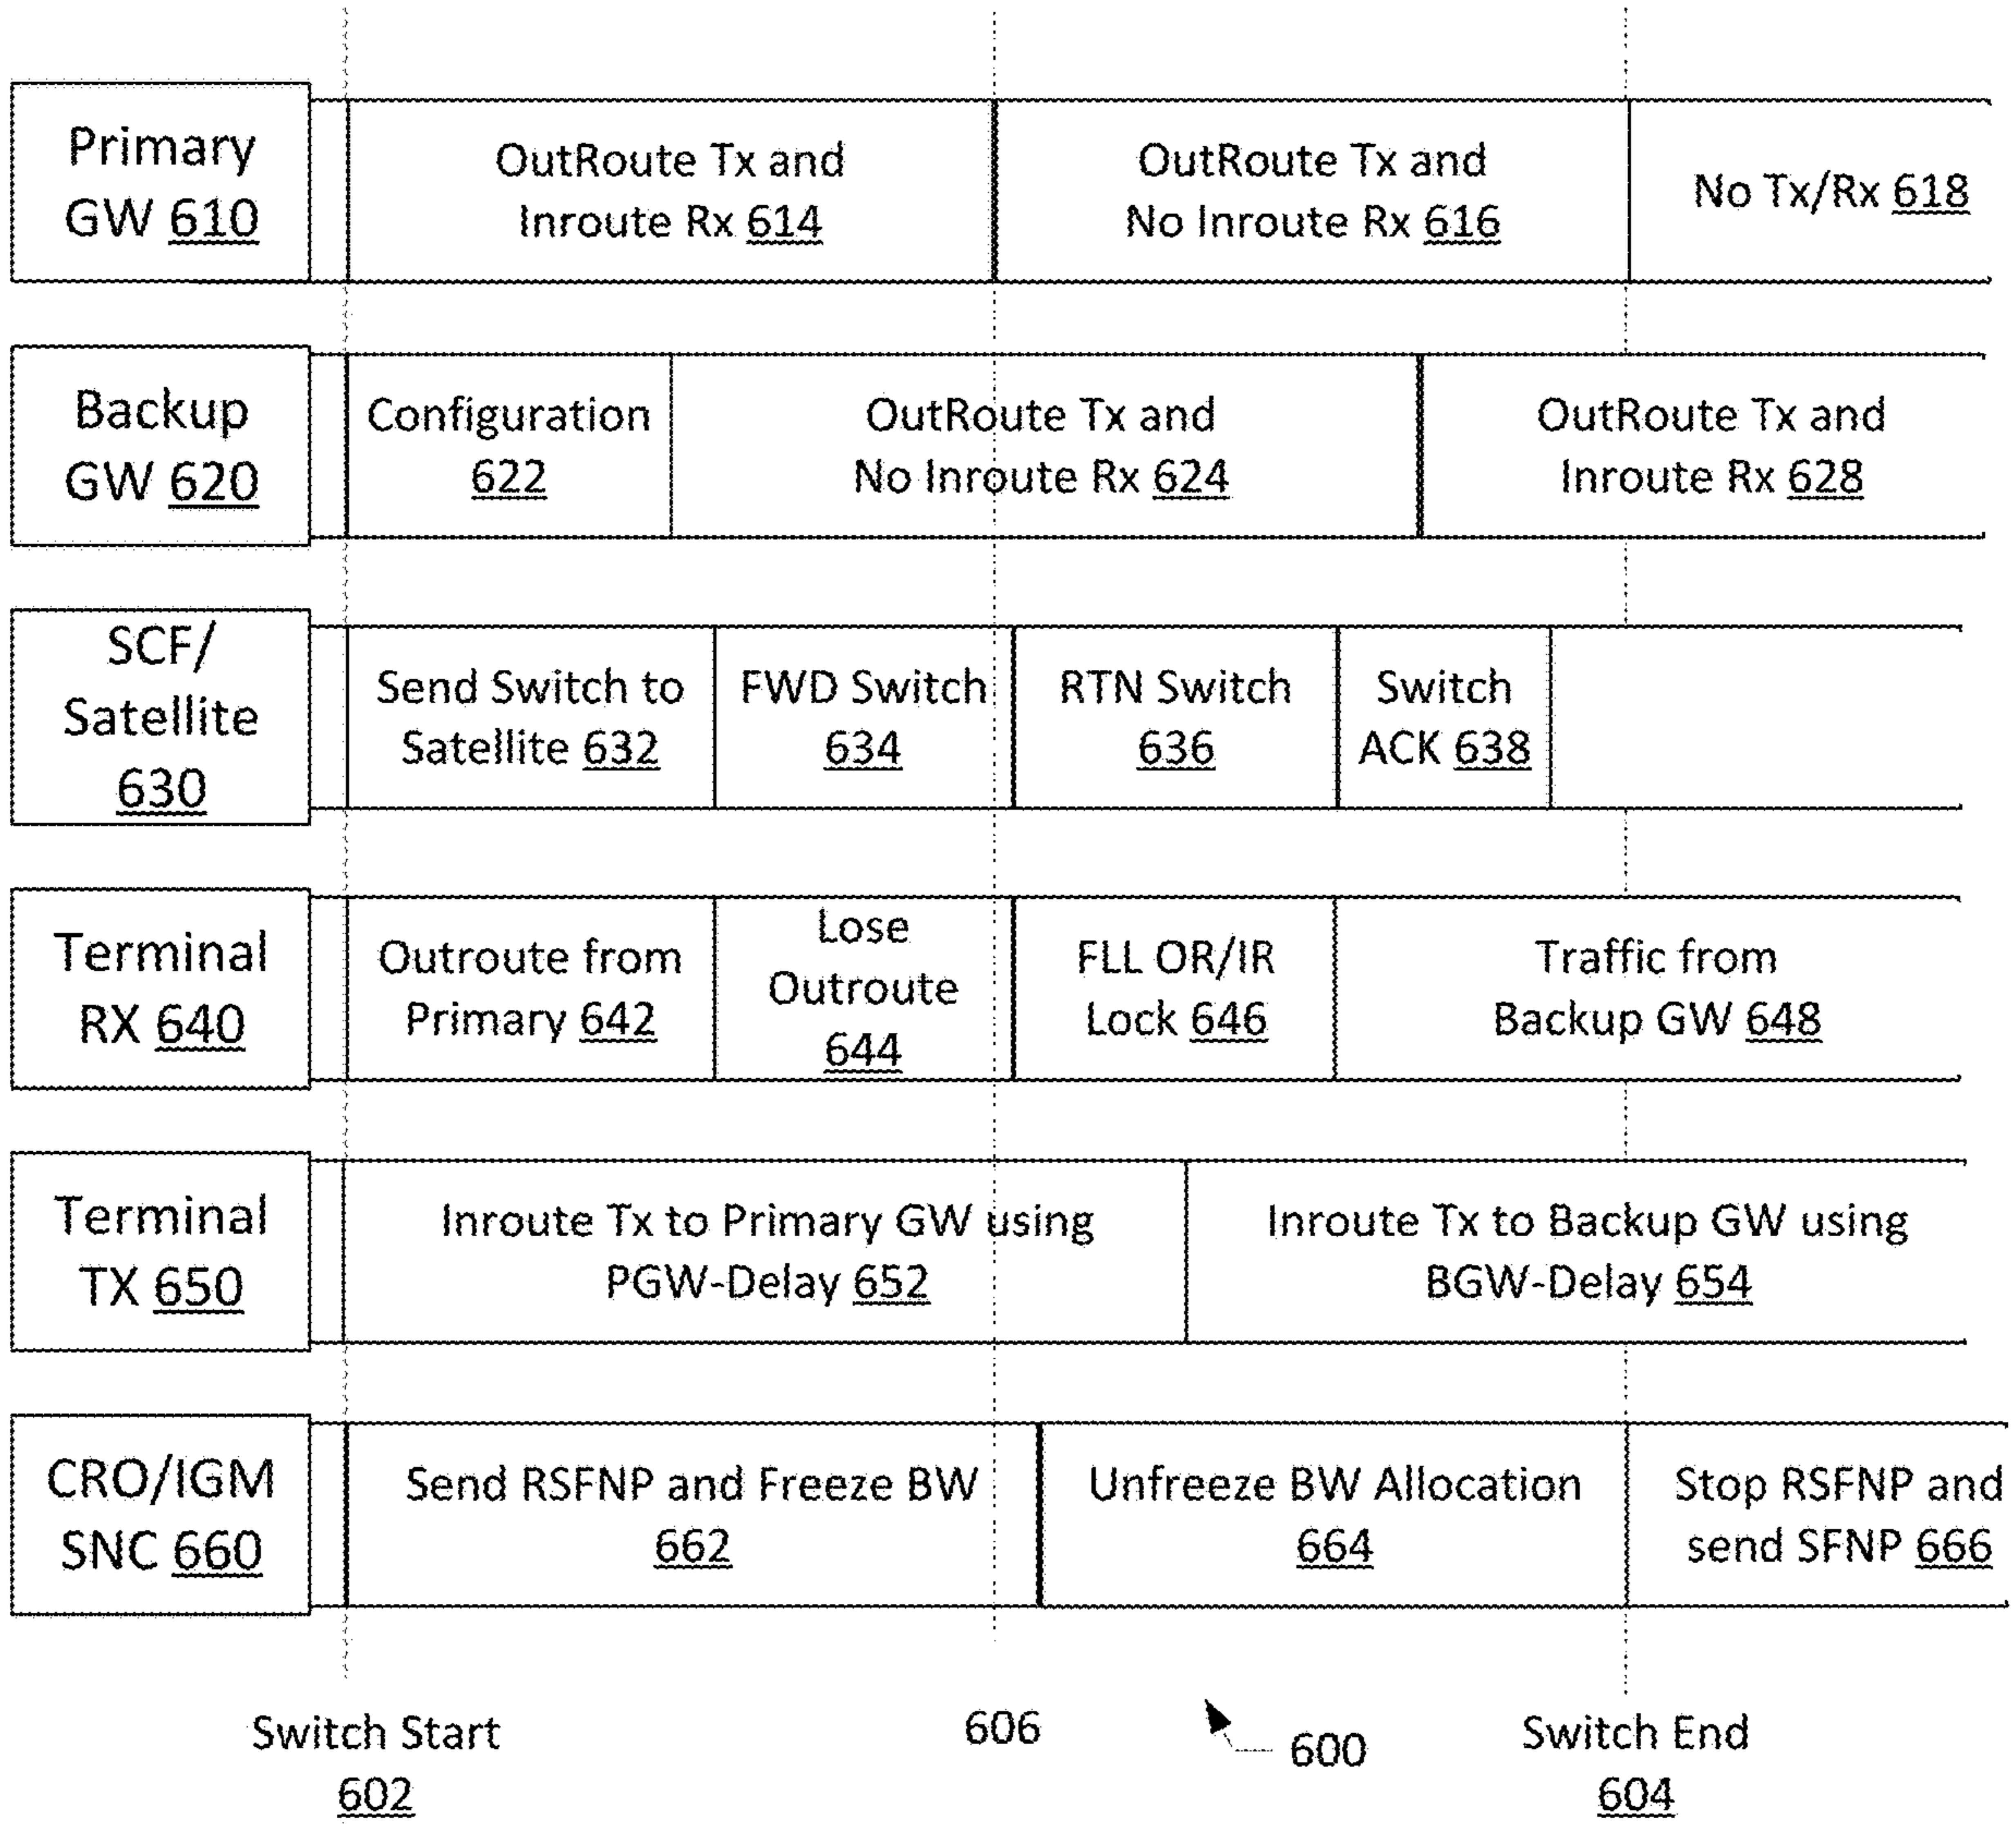 Primary
GW 610
OutRoute Tx and
Inroute Rx 614
OutRoute Tx and
No Inroute Rx 616
No Tx/Rx 618
Backup
GW 620
Configuration
622
OutRoute Tx and
No Inroute Rx 624
OutRoute Tx and
Inroute Rx 628
SCF/
Satellite
630
Send Switch to
Satellite 632
FWD Switch
634
RTN Switch
636
Switch
ACK 638
Terminal
RX 640
Outroute from
Primary 642
Lose
Outroute
644
FLL OR/IR
Lock 646
Traffic from
Backup GW 648
Terminal
TX 650
Inroute Tx to Primary GW using
PGW-Delay 652
Inroute Tx to Backup GW using
BGW-Delay 654
CRO/IGM
SNC 660
Send RSFNP and Freeze BW
662
Unfreeze BW Allocation
664
Stop RSFNP and
send SFNP 666
Switch Start
602
606
600
Switch End
604